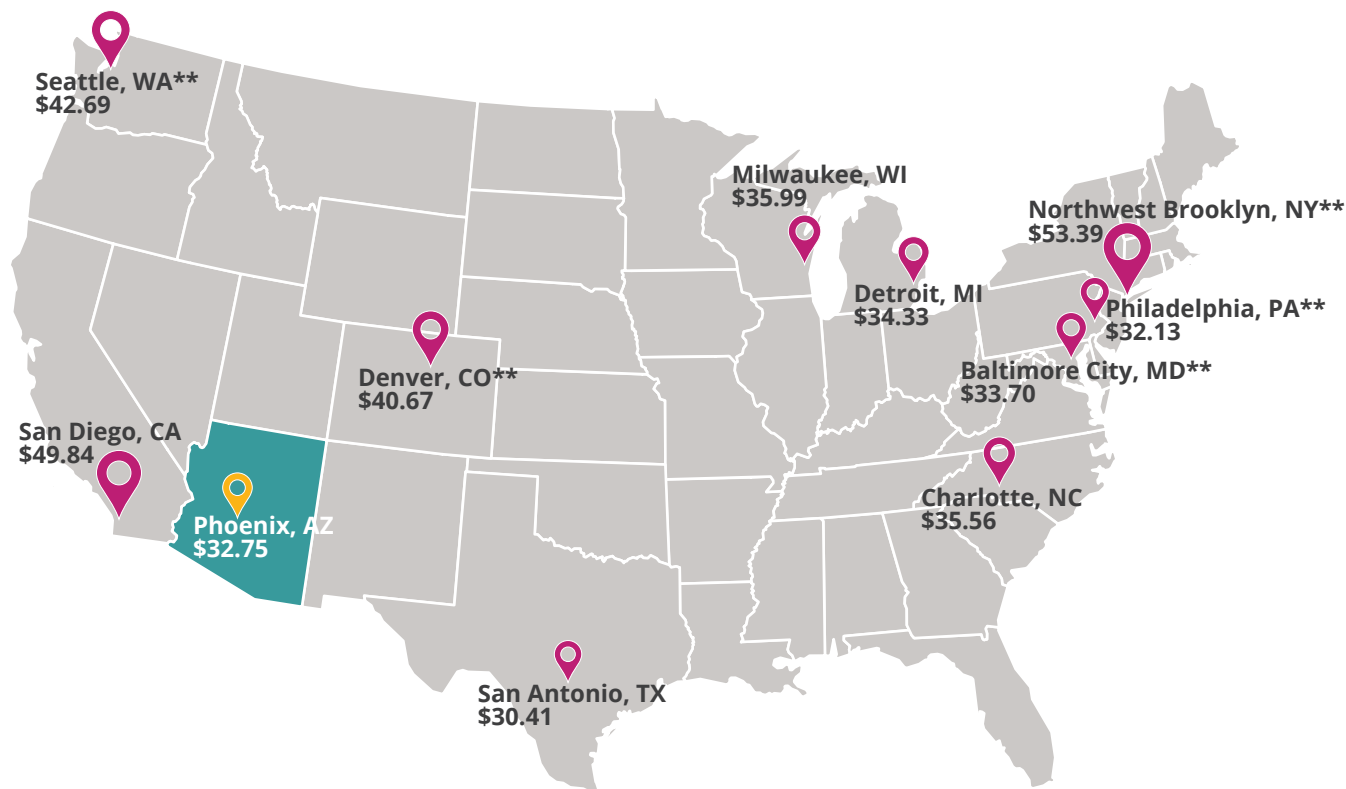 Seattle, WA**
$42.69
Milwaukee, WI
$35.99
Northwest Brooklyn, NY**
$53.39
Detroit, MI
$34.33
Philadelphia, PA**
$32.13
Denver, CO**
$40.67
Baltimore City, MD**
$33.70
San Diego, CA
$49.84
Phoenix, AZ
$32.75
Charlotte, NC
$35.56
San Antonio, TX
$30.41